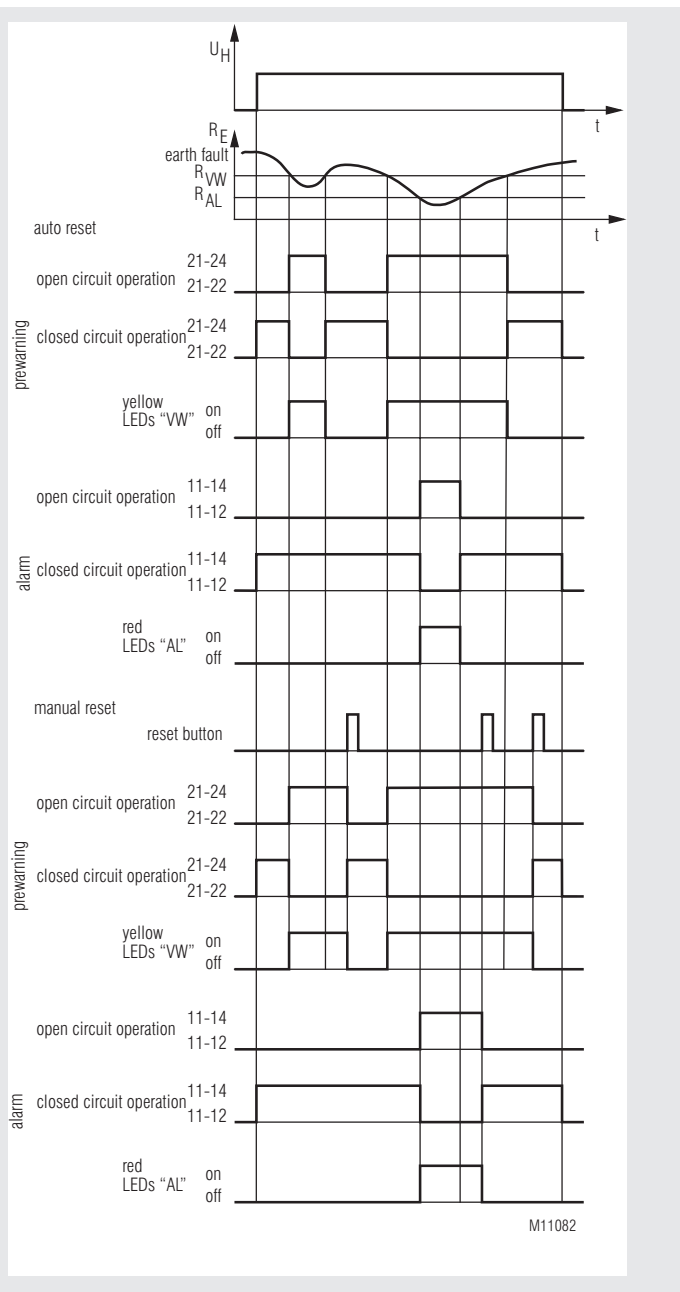 UH
t
RE
earth fault
RVW
RAL
t
auto reset
prewarning
open circuit operation 21-24
21-22
closed circuit operation 21-24
21-22
yellow
LEDs “VW” on
off
alarm
open circuit operation 11-14
11-12
closed circuit operation 11-14
11-12
red
LEDs “AL” on
off
manual reset
reset button
prewarning
open circuit operation 21-24
21-22
closed circuit operation 21-24
21-22
yellow
LEDs “VW” on
off
alarm
open circuit operation 11-14
11-12
closed circuit operation 11-14
11-12
red
LEDs “AL” on
off
M11082